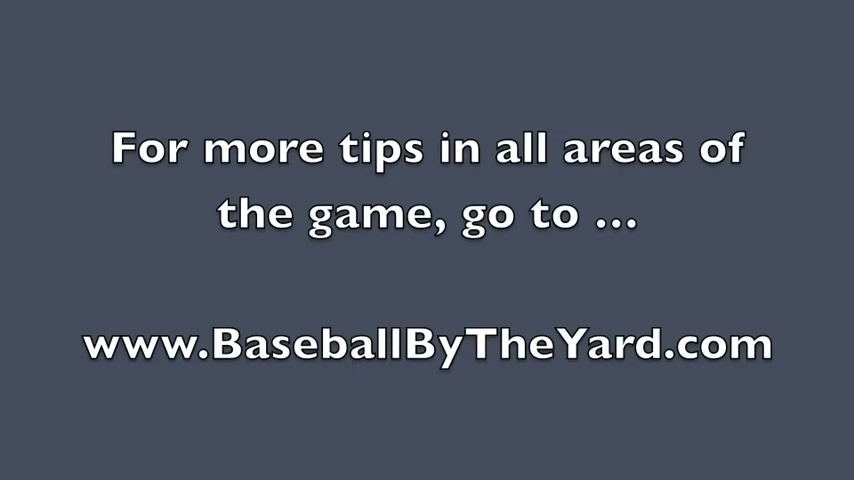 For more tips in all areas of
the game, go to ...
www.BaseballByTheYard.com